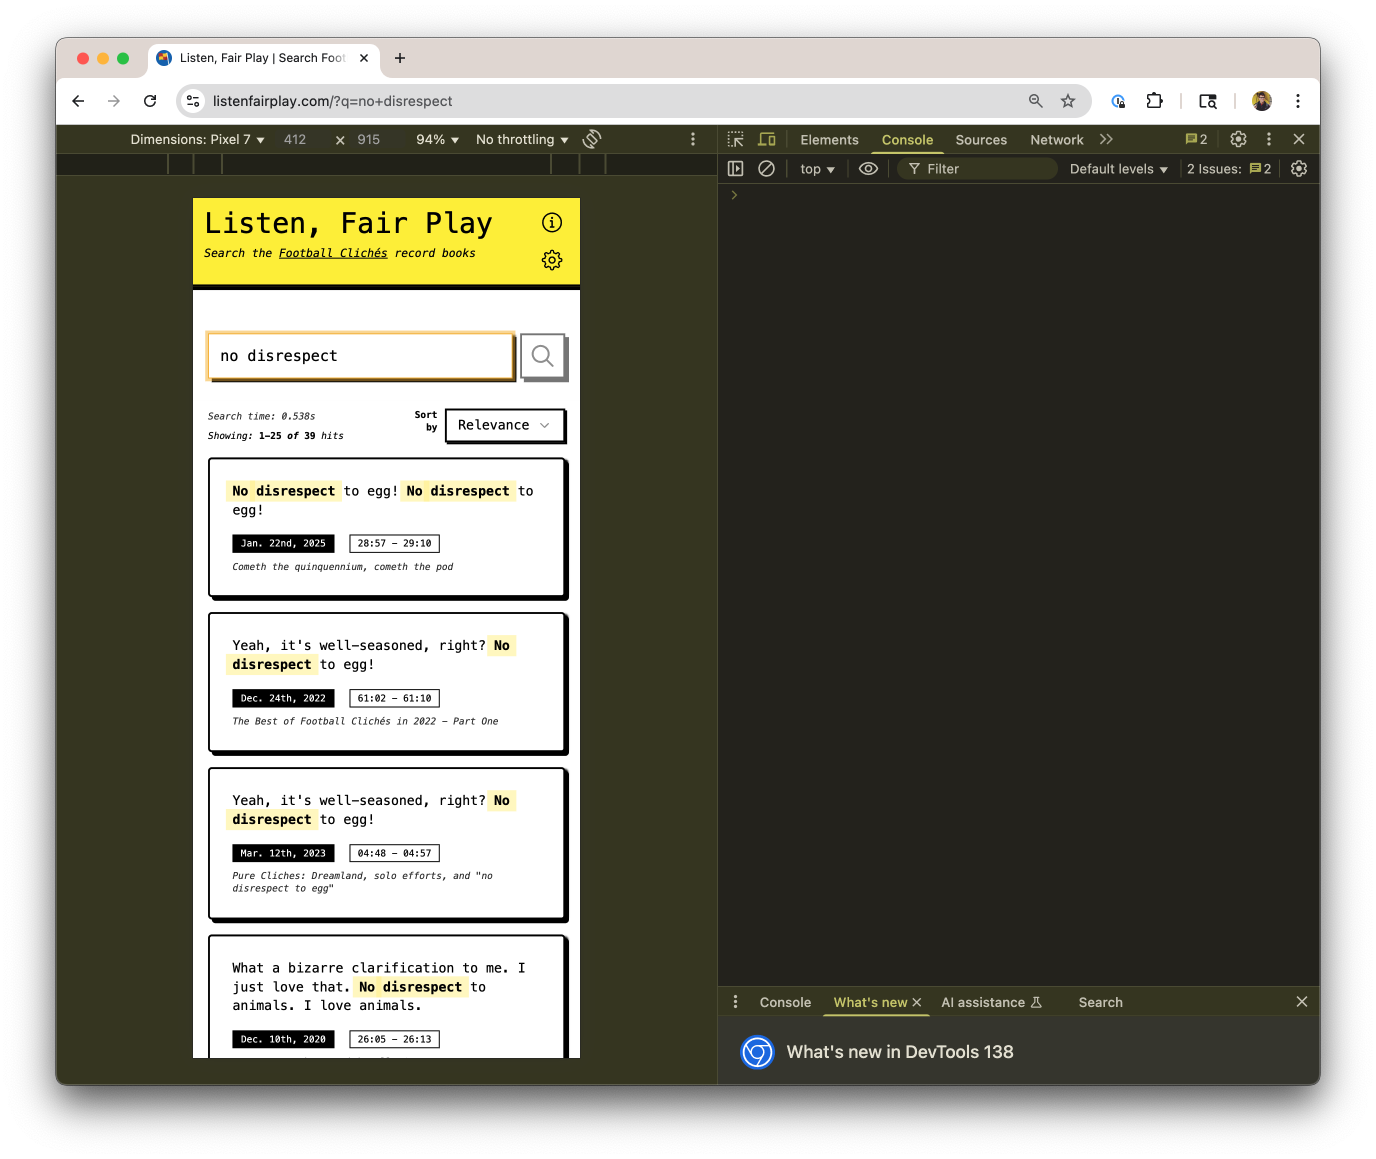 Listen, Fair Play | Search Foot
listenfairplay.com/?q=no+disrespect
Dimensions: Pixel 7 412 × 915 94% No throttling
Elements Console Sources Network 2
top Filter Default levels 2 Issues: 2
Listen, Fair Play
Search the Football Clichés record books
no disrespect
Search time: 0.538s
Showing: 1-25 of 39 hits
Sort
by
Relevance
No disrespect to egg! No disrespect to
egg!
Jan. 22nd, 2025 28:57 - 29:10
Cometh the quinquennium, cometh the pod
Yeah, it's well-seasoned, right? No
disrespect to egg!
Dec. 24th, 2022 61:02 - 61:10
The Best of Football Clichés in 2022 - Part One
Yeah, it's well-seasoned, right? No
disrespect to egg!
Mar. 12th, 2023 04:48 - 04:57
Pure Cliches: Dreamland, solo efforts, and "no
disrespect to egg"
What a bizarre clarification to me. I
just love that. No disrespect to
animals. I love animals.
Dec. 10th, 2020 26:05 - 26:13
Console What's new AI assistance Search
What's new in DevTools 138